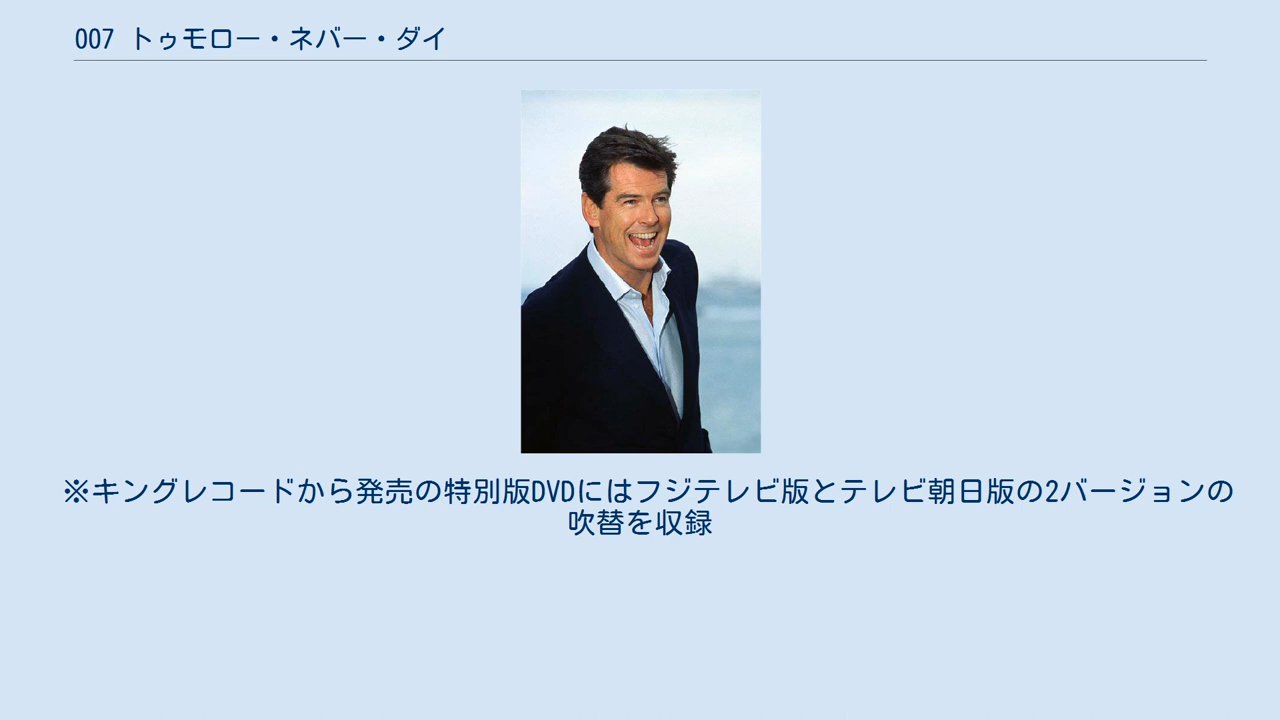 007 トゥモロー・ネバー・ダイ
※キングレコードから発売の特別版DVDにはフジテレビ版とテレビ朝日版の2バージョンの
吹替を収録